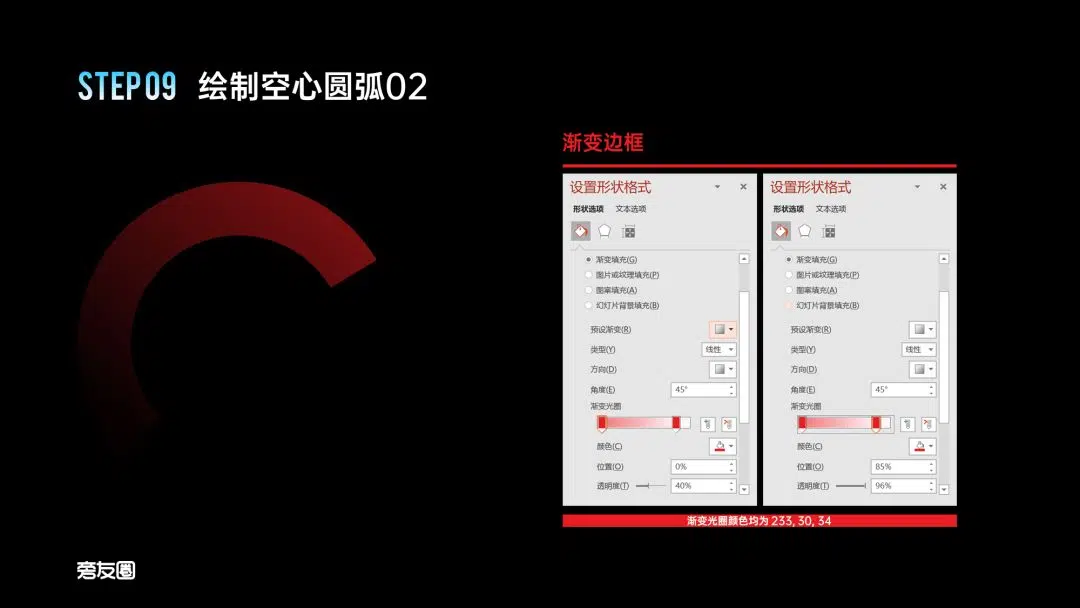 STEP 09 绘制空心圆弧02
渐变边框
设置形状格式
形状选项 文本选项
渐变填充(G)
图片或纹理填充(P)
图案填充(A)
幻灯片背景填充(B)
预设渐变(R)
类型(Y) 线性
方向(D)
角度(E) 45°
渐变光圈
颜色(C)
位置(O) 0%
透明度(T) 40%
设置形状格式
形状选项 文本选项
渐变填充(G)
图片或纹理填充(P)
图案填充(A)
幻灯片背景填充(B)
预设渐变(R)
类型(Y) 线性
方向(D)
角度(E) 45°
渐变光圈
颜色(C)
位置(O) 85%
透明度(T) 96%
渐变光圈颜色均为 233, 30, 34
旁友圈